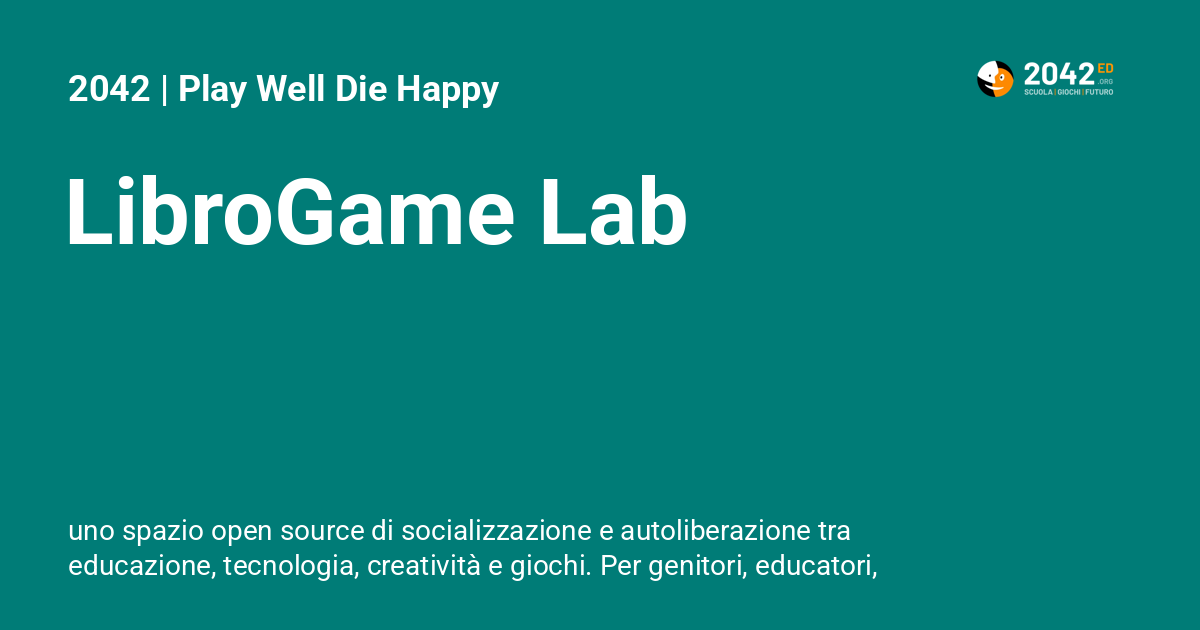 2042 | Play Well Die Happy
2042 ED
.ORG
SCUOLA | GIOCHI | FUTURO
LibroGame Lab
uno spazio open source di socializzazione e autoliberazione tra
educazione, tecnologia, creatività e giochi. Per genitori, educatori,